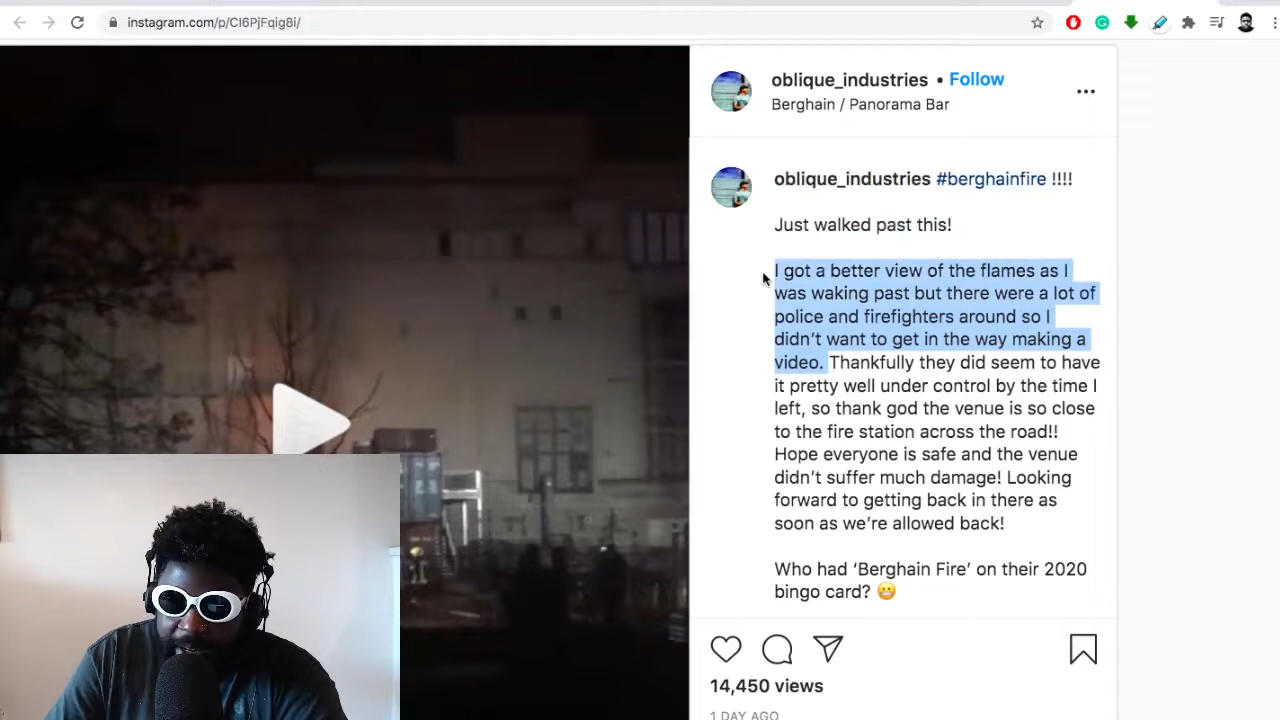 instagram.com/p/CI6PjFqig8i/
oblique_industries • Follow
Berghain / Panorama Bar
oblique_industries #berghainfire !!!!
Just walked past this!
I got a better view of the flames as I
was waking past but there were a lot of
police and firefighters around so I
didn’t want to get in the way making a
video. Thankfully they did seem to have
it pretty well under control by the time I
left, so thank god the venue is so close
to the fire station across the road!!
Hope everyone is safe and the venue
didn’t suffer much damage! Looking
forward to getting back in there as
soon as we’re allowed back!
Who had ‘Berghain Fire’ on their 2020
bingo card? 😬
14,450 views
1 DAY AGO